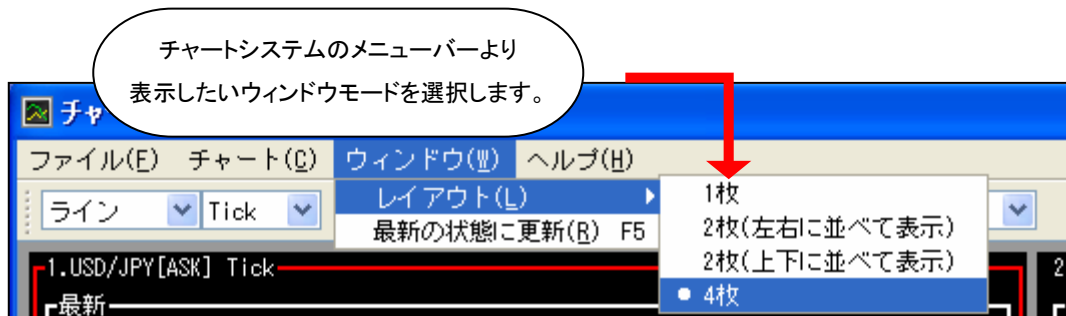 チャートシステムのメニューバーより
表示したいウィンドウモードを選択します。
チャ
ファイル(F) チャート(C) ウィンドウ(W) ヘルプ(H)
レイアウト(L)
1枚
ライン Tick
最新の状態に更新(R) F5
2枚(左右に並べて表示)
2枚(上下に並べて表示)
4枚
1.USD/JPY[ASK] Tick
2
最新